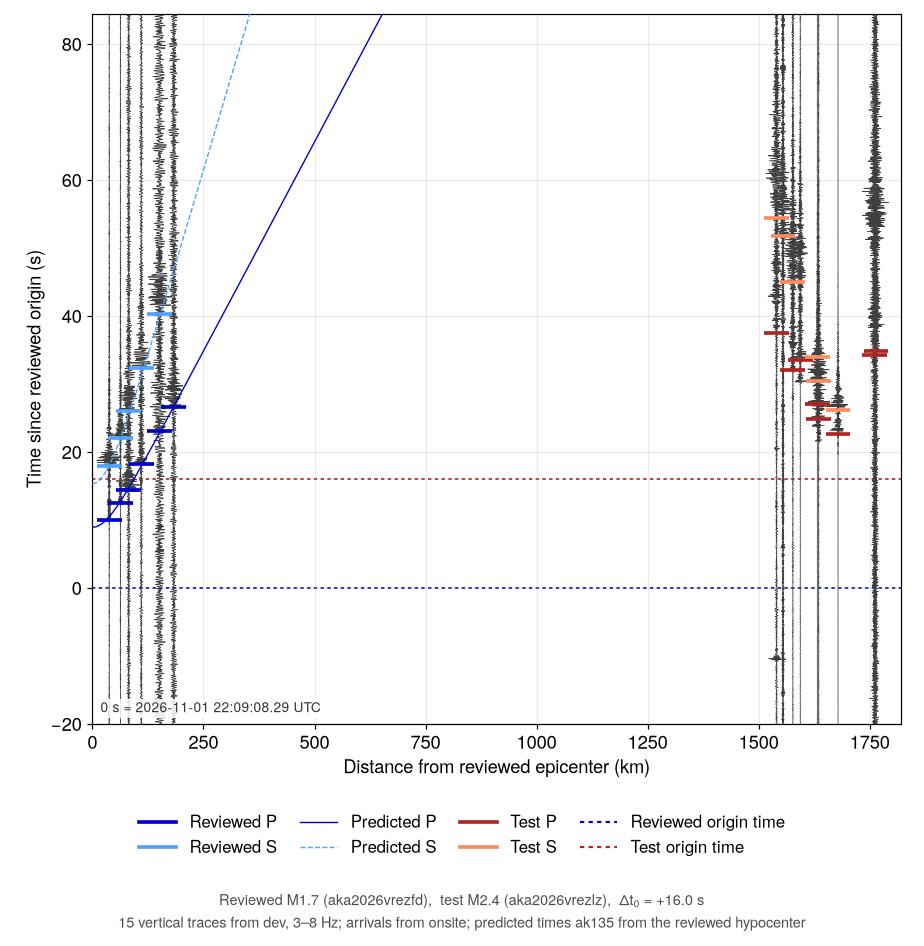 80
60
40
20
0
−20
Time since reviewed origin (s)
0 s = 2026-11-01 22:09:08.29 UTC
0 250 500 750 1000 1250 1500 1750
Distance from reviewed epicenter (km)
Reviewed P Predicted P Test P Reviewed origin time
Reviewed S Predicted S Test S Test origin time
Reviewed M1.7 (aka2026vrezfd), test M2.4 (aka2026vrezlz), Δt₀ = +16.0 s
15 vertical traces from dev, 3–8 Hz; arrivals from onsite; predicted times ak135 from the reviewed hypocenter